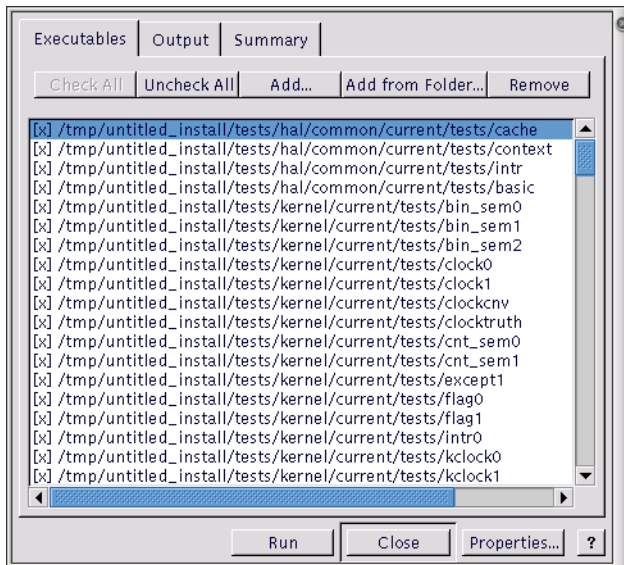 Executables Output Summary
Check All Uncheck All Add... Add from Folder... Remove
[x] /tmp/untitled_install/tests/hal/common/current/tests/cache
[x] /tmp/untitled_install/tests/hal/common/current/tests/context
[x] /tmp/untitled_install/tests/hal/common/current/tests/intr
[x] /tmp/untitled_install/tests/hal/common/current/tests/basic
[x] /tmp/untitled_install/tests/kernel/current/tests/bin_sem0
[x] /tmp/untitled_install/tests/kernel/current/tests/bin_sem1
[x] /tmp/untitled_install/tests/kernel/current/tests/bin_sem2
[x] /tmp/untitled_install/tests/kernel/current/tests/clock0
[x] /tmp/untitled_install/tests/kernel/current/tests/clock1
[x] /tmp/untitled_install/tests/kernel/current/tests/clockcnv
[x] /tmp/untitled_install/tests/kernel/current/tests/clocktruth
[x] /tmp/untitled_install/tests/kernel/current/tests/cnt_sem0
[x] /tmp/untitled_install/tests/kernel/current/tests/cnt_sem1
[x] /tmp/untitled_install/tests/kernel/current/tests/except1
[x] /tmp/untitled_install/tests/kernel/current/tests/flag0
[x] /tmp/untitled_install/tests/kernel/current/tests/flag1
[x] /tmp/untitled_install/tests/kernel/current/tests/intr0
[x] /tmp/untitled_install/tests/kernel/current/tests/kclock0
[x] /tmp/untitled_install/tests/kernel/current/tests/kclock1
Run Close Properties... ?